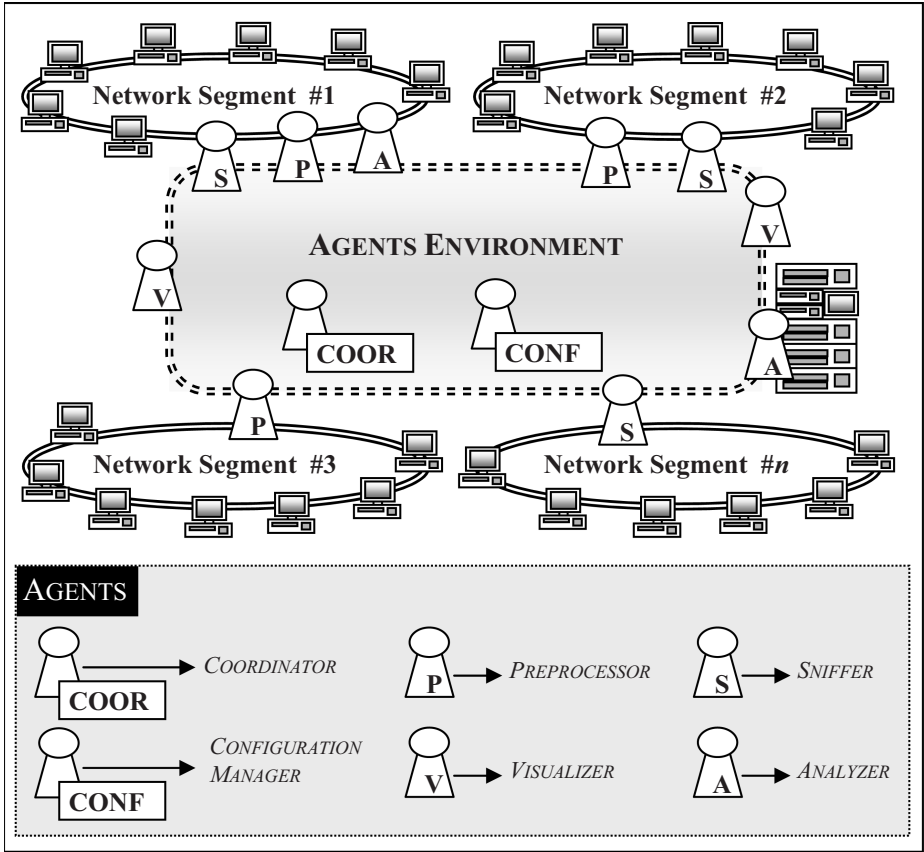 Network Segment #1
Network Segment #2
S
P
A
P
S
V
AGENTS ENVIRONMENT
V
COOR
CONF
A
P
S
Network Segment #3
Network Segment #n
AGENTS
COOR
COORDINATOR
P
PREPROCESSOR
S
SNIFFER
CONF
CONFIGURATION
MANAGER
V
VISUALIZER
A
ANALYZER